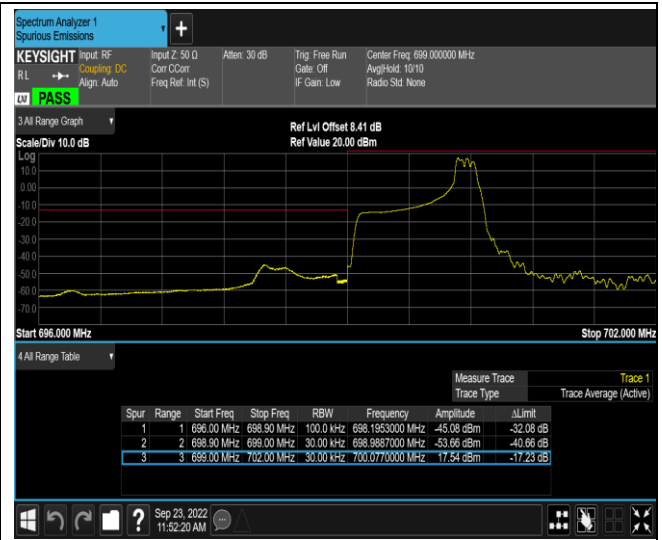 Spectrum Analyzer 1
Spurious Emissions
KEYSIGHT Input: RF Input Z: 50 Ω Atten: 30 dB Trig: Free Run Center Freq: 699.000000 MHz
R L Coupling: DC Corr CCorr Gate: Off Avg|Hold: 10/10
Align: Auto Freq Ref: Int (S) IF Gain: Low Radio Std: None
LXI PASS
3 All Range Graph
Ref Lvl Offset 8.41 dB
Scale/Div 10.0 dB Ref Value 20.00 dBm
Log
10.0
0.00
-10.0
-20.0
-30.0
-40.0
-50.0
-60.0
-70.0
Start 696.000 MHz Stop 702.000 MHz
4 All Range Table
Measure Trace Trace 1
Trace Type Trace Average (Active)
Spur Range Start Freq Stop Freq RBW Frequency Amplitude ΔLimit
1 1 696.00 MHz 698.90 MHz 100.0 kHz 698.1953000 MHz -45.08 dBm -32.08 dB
2 2 698.90 MHz 699.00 MHz 30.00 kHz 698.9887000 MHz -53.66 dBm -40.66 dB
3 3 699.00 MHz 702.00 MHz 30.00 kHz 700.0770000 MHz 17.54 dBm -17.23 dB
? Sep 23, 2022
11:52:20 AM